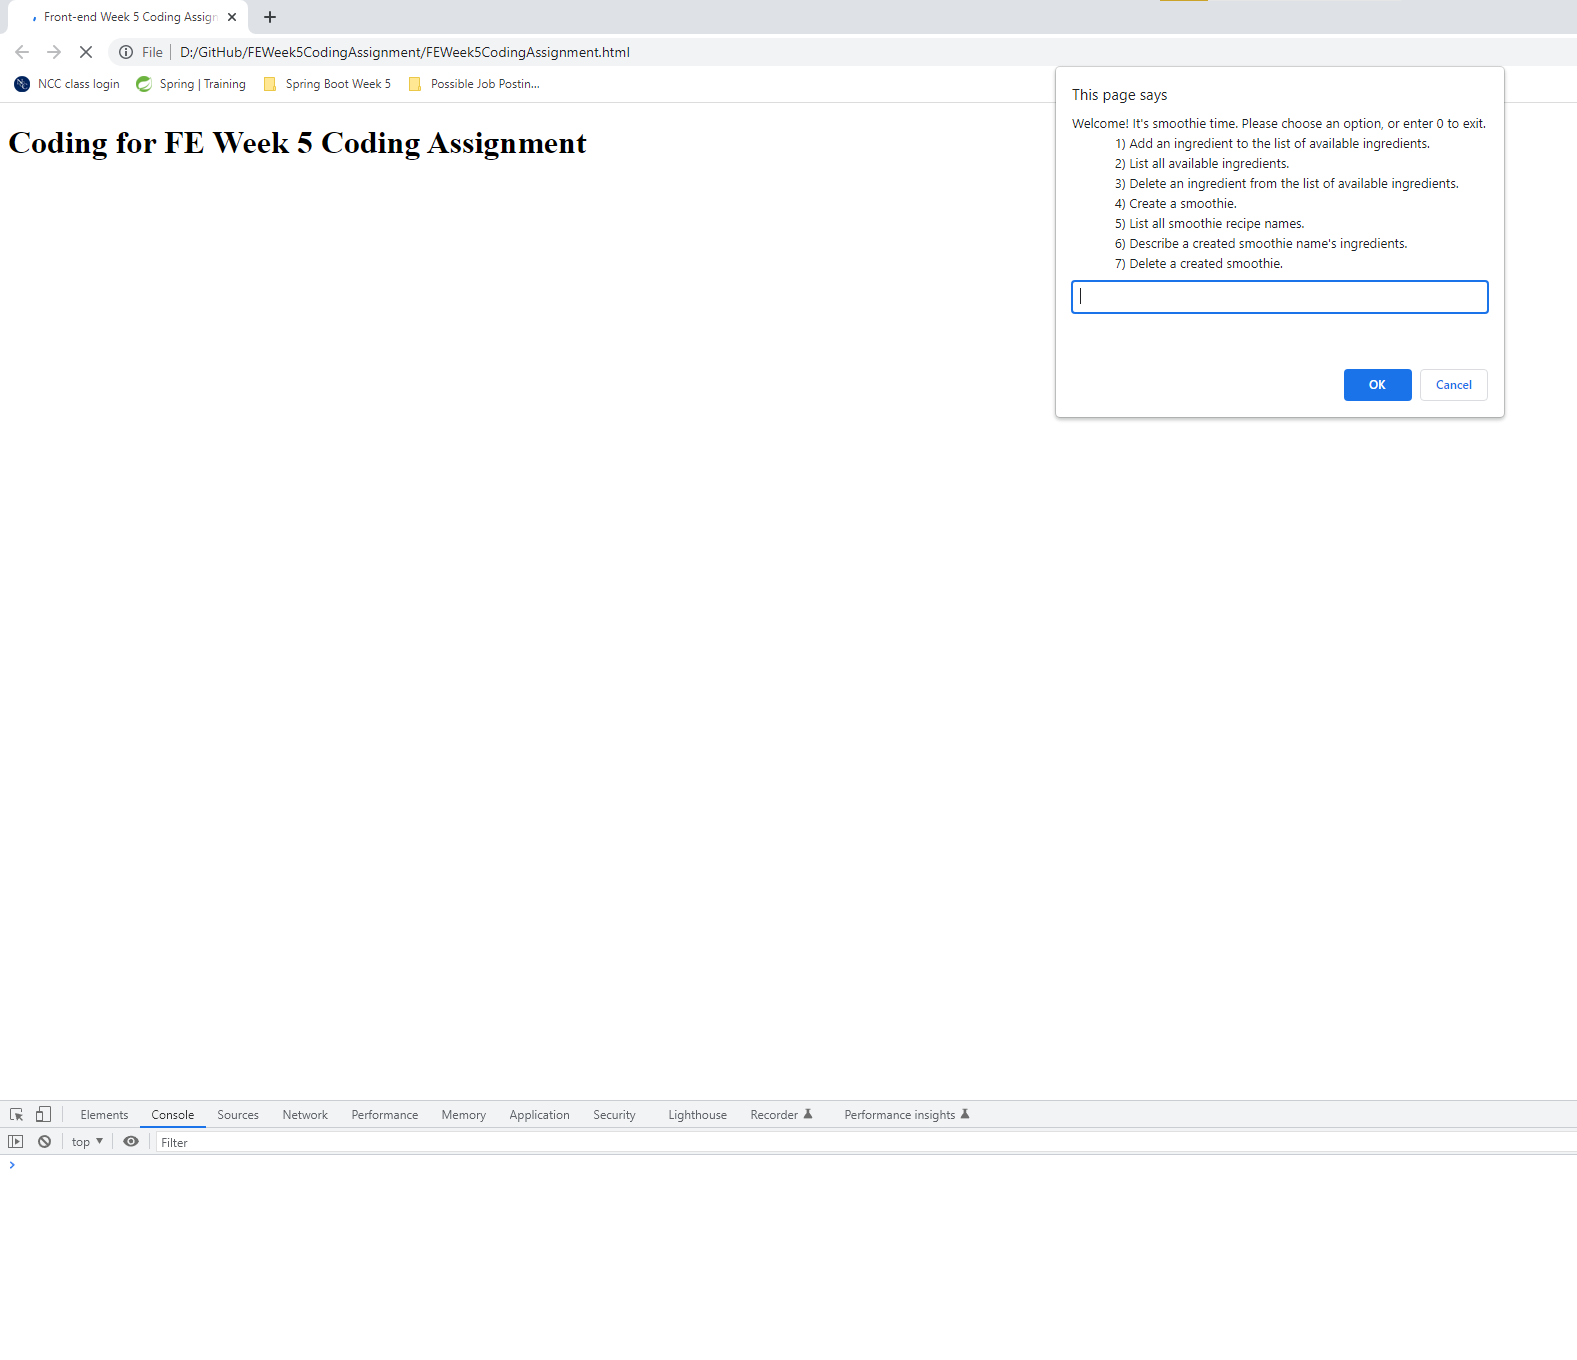 Front-end Week 5 Coding Assign
File D:/GitHub/FEWeek5CodingAssignment/FEWeek5CodingAssignment.html
NCC class login Spring | Training Spring Boot Week 5 Possible Job Postin...
Coding for FE Week 5 Coding Assignment
This page says
Welcome! It's smoothie time. Please choose an option, or enter 0 to exit.
1) Add an ingredient to the list of available ingredients.
2) List all available ingredients.
3) Delete an ingredient from the list of available ingredients.
4) Create a smoothie.
5) List all smoothie recipe names.
6) Describe a created smoothie name's ingredients.
7) Delete a created smoothie.
OK Cancel
Elements Console Sources Network Performance Memory Application Security Lighthouse Recorder Performance insights
top Filter